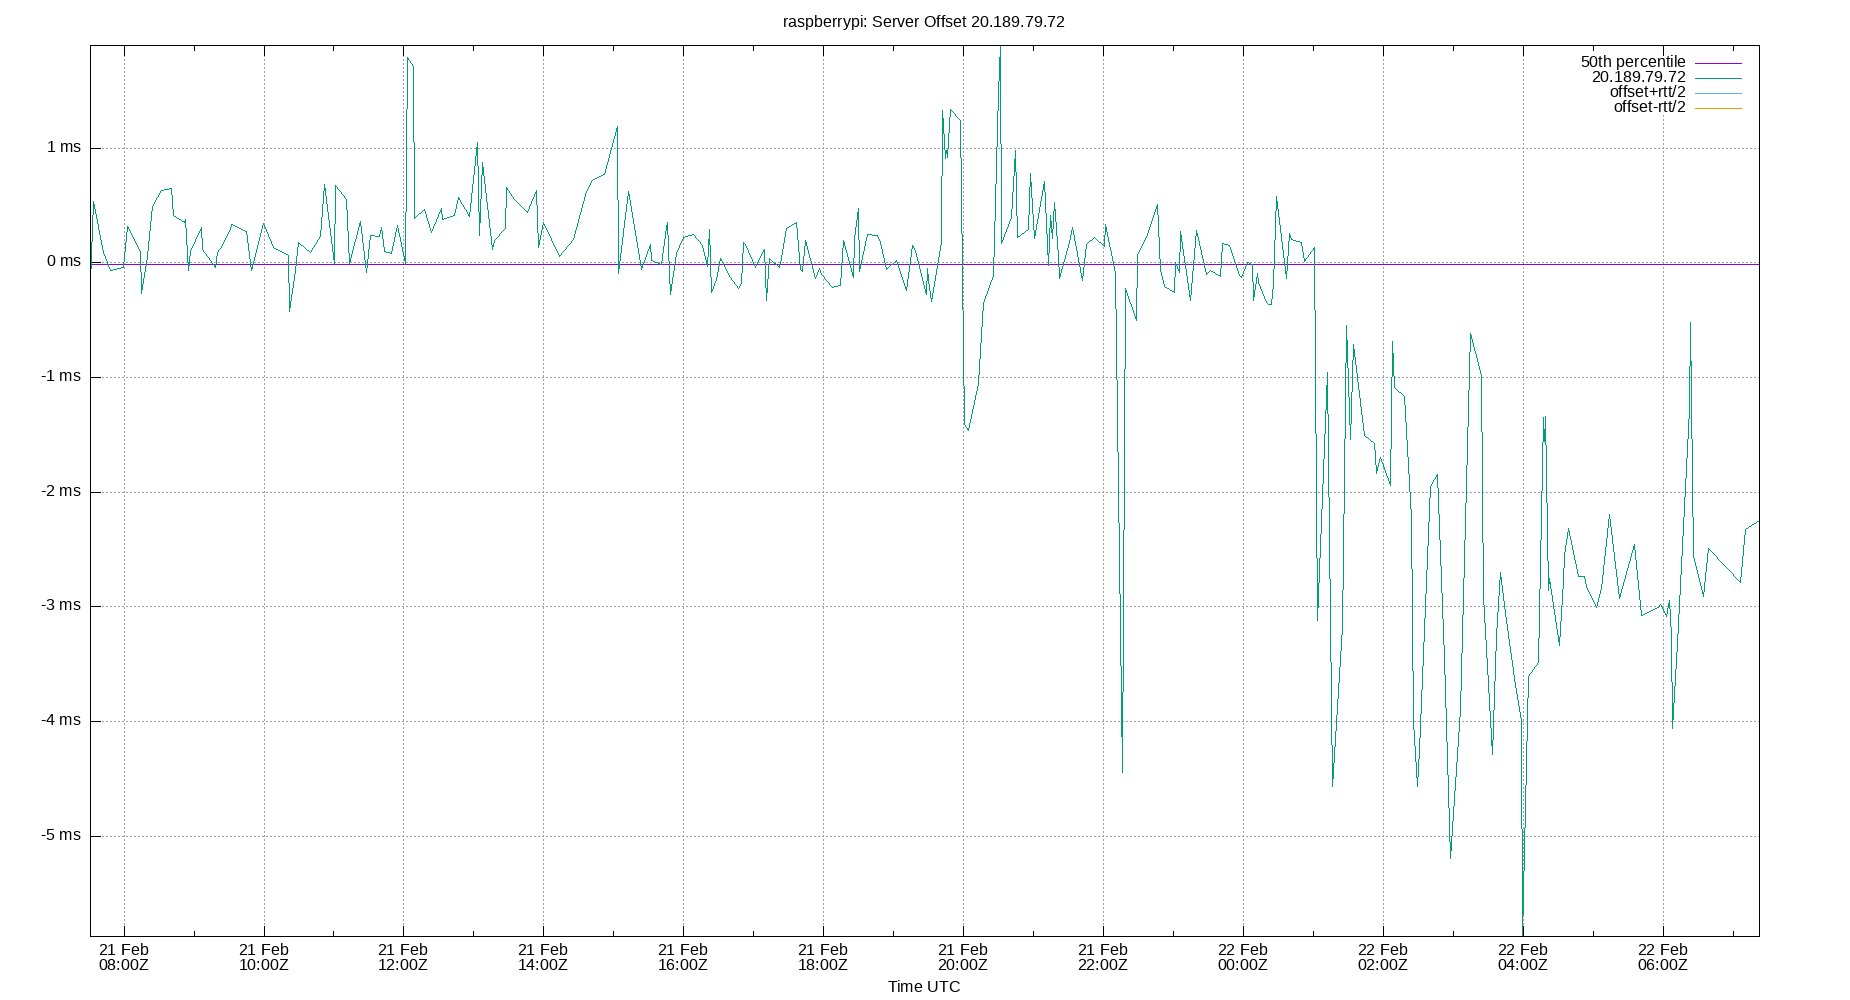 raspberrypi: Server Offset 20.189.79.72
50th percentile
20.189.79.72
offset+rtt/2
offset-rtt/2
1 ms
0 ms
-1 ms
-2 ms
-3 ms
-4 ms
-5 ms
21 Feb 21 Feb 21 Feb 21 Feb 21 Feb 21 Feb 21 Feb 21 Feb 22 Feb 22 Feb 22 Feb 22 Feb
08:00Z 10:00Z 12:00Z 14:00Z 16:00Z 18:00Z 20:00Z 22:00Z 00:00Z 02:00Z 04:00Z 06:00Z
Time UTC